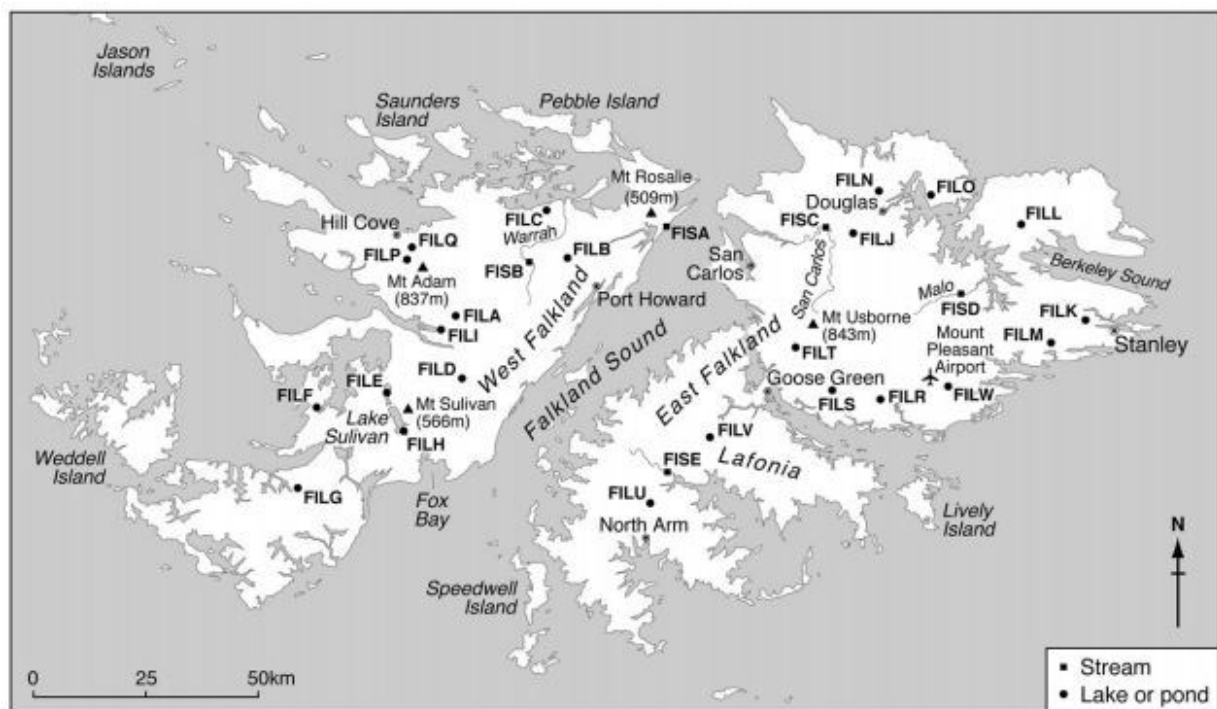 Jason
Islands
Saunders
Island
Pebble Island
Mt Rosalie
(509m)
Hill Cove
FILC
Warrah
FILQ
FILP
FISB
FILB
FISA
Mt Adam
(837m)
Port Howard
FILA
FILI
West Falkland
FILD
FILE
FILF
Mt Sulivan
(566m)
Lake
Sulivan
FILH
Weddell
Island
FILG
Fox
Bay
Falkland Sound
FILN
FILO
Douglas
FISC
FILJ
FILL
San
Carlos
San Carlos
Berkeley Sound
Malo
FISD
Mt Usborne
(843m)
FILK
FILM
Stanley
Mount
Pleasant
Airport
FILT
East Falkland
Goose Green
FILS
FILR
FILW
FILV
Lafonia
FISE
FILU
North Arm
Lively
Island
Speedwell
Island
N
0 25 50km
Stream
Lake or pond